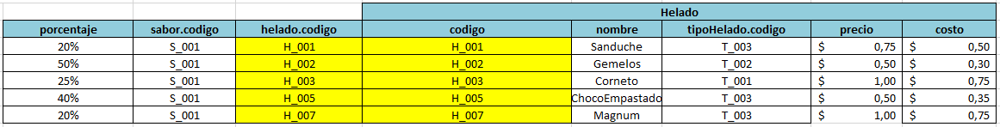 Helado
porcentaje sabor.codigo helado.codigo codigo nombre tipoHelado.codigo precio costo
20% S_001 H_001 H_001 Sanduche T_003 $ 0,75 $ 0,50
50% S_001 H_002 H_002 Gemelos T_002 $ 0,50 $ 0,30
25% S_001 H_003 H_003 Corneto T_001 $ 1,00 $ 0,75
40% S_001 H_005 H_005 ChocoEmpastado T_003 $ 0,50 $ 0,35
20% S_001 H_007 H_007 Magnum T_003 $ 1,00 $ 0,75